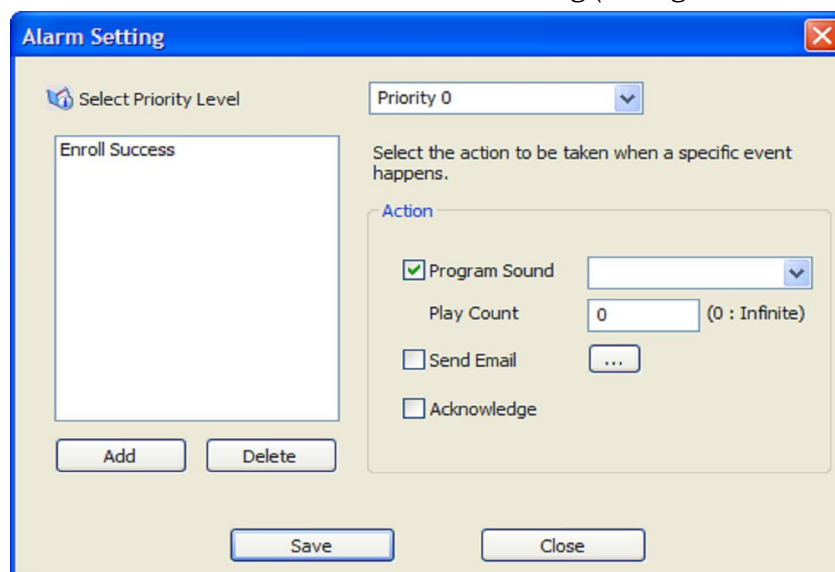 Alarm Setting
Select Priority Level
Priority 0
Enroll Success
Select the action to be taken when a specific event
happens.
Action
Program Sound
Play Count
0
(0 : Infinite)
Send Email
...
Acknowledge
Add
Delete
Save
Close